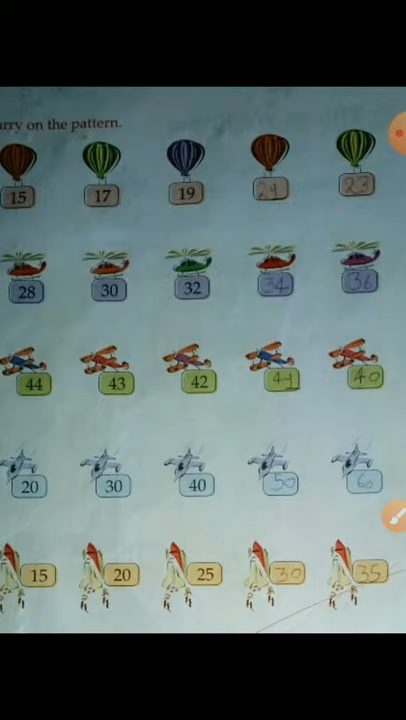 arry on the pattern.
15 17 19 21 23
28 30 32 34 36
44 43 42 41 40
20 30 40 50 60
15 20 25 30 35